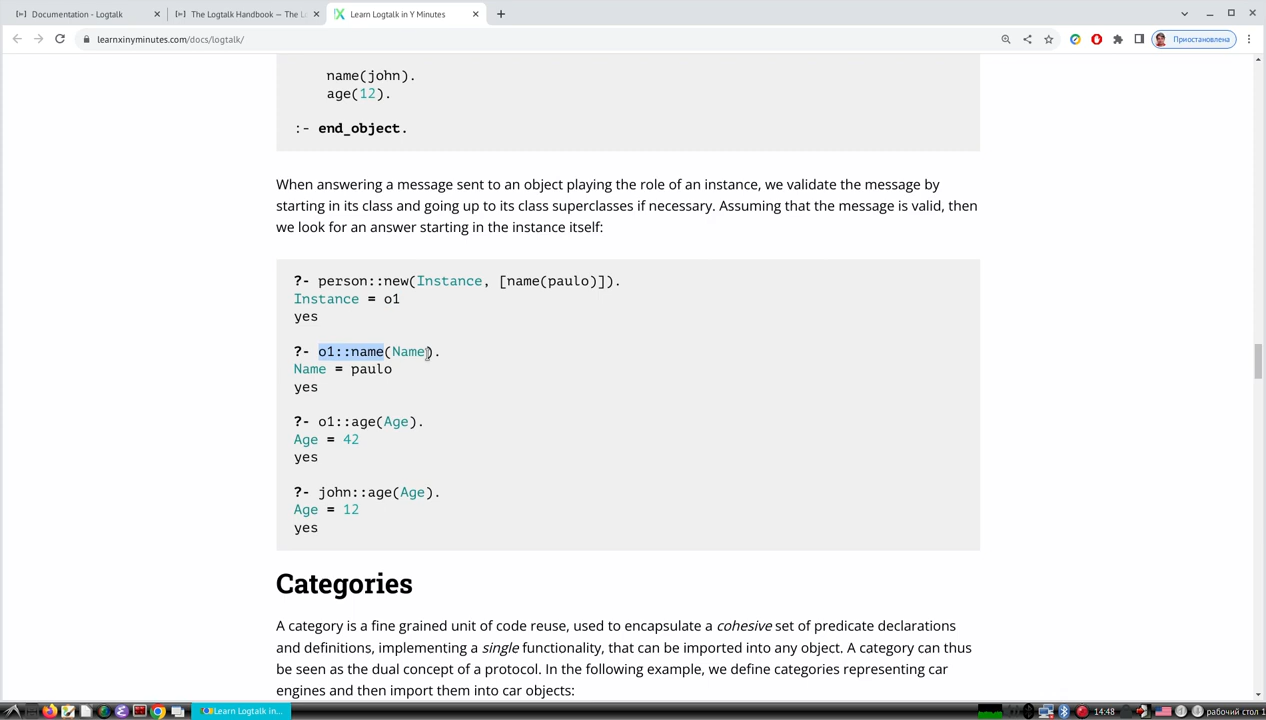 Documentation - Logtalk
The Logtalk Handbook — The L
Learn Logtalk in Y Minutes
learnxinyminutes.com/docs/logtalk/
Приостановлена
name(john).
age(12).
:- end_object.
When answering a message sent to an object playing the role of an instance, we validate the message by
starting in its class and going up to its class superclasses if necessary. Assuming that the message is valid, then
we look for an answer starting in the instance itself:
?- person::new(Instance, [name(paulo)]).
Instance = o1
yes
?- o1::name(Name).
Name = paulo
yes
?- o1::age(Age).
Age = 42
yes
?- john::age(Age).
Age = 12
yes
Categories
A category is a fine grained unit of code reuse, used to encapsulate a cohesive set of predicate declarations
and definitions, implementing a single functionality, that can be imported into any object. A category can thus
be seen as the dual concept of a protocol. In the following example, we define categories representing car
engines and then import them into car objects:
Learn Logtalk in...
14:48
рабочий стол 1